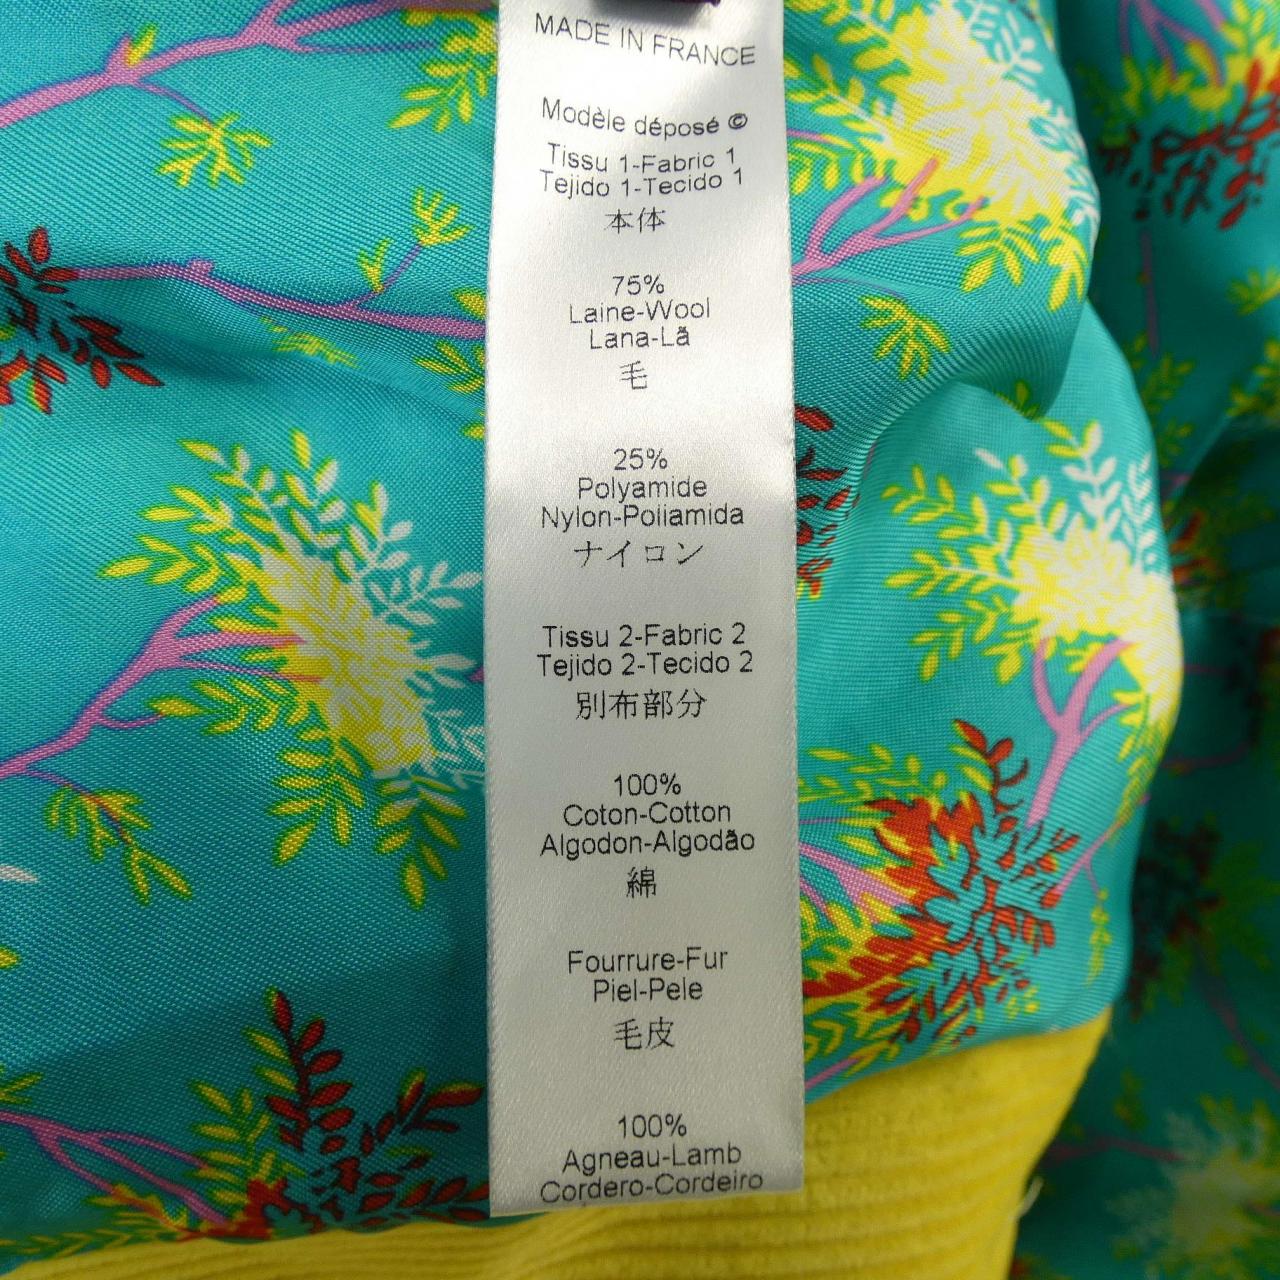 MADE IN FRANCE
Modèle déposé ©
Tissu 1-Fabric 1
Tejido 1-Tecido 1
本体
75%
Laine-Wool
Lana-Lã
毛
25%
Polyamide
Nylon-Poliamida
ナイロン
Tissu 2-Fabric 2
Tejido 2-Tecido 2
別布部分
100%
Coton-Cotton
Algodon-Algodão
綿
Fourrure-Fur
Piel-Pele
毛皮
100%
Agneau-Lamb
Cordero-Cordeiro